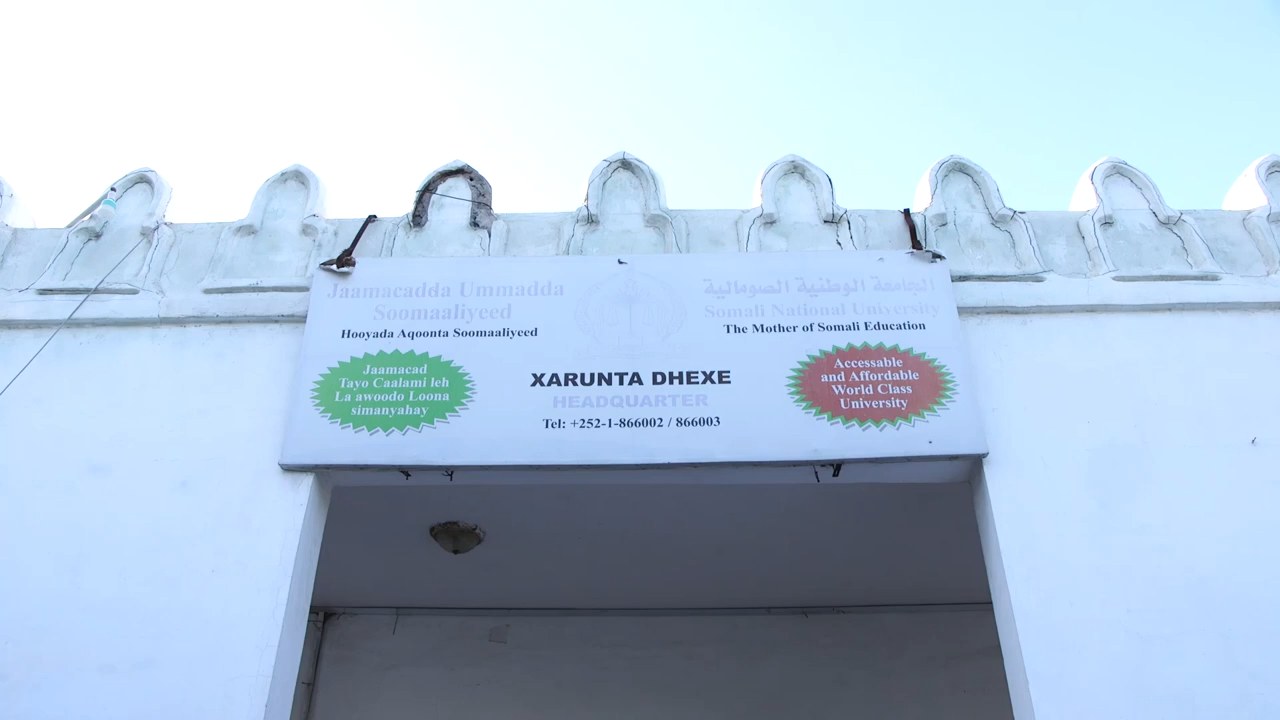 Jaamacadda Ummadda
Soomaaliyeed
Hooyada Aqoonta Soomaaliyeed
الجامعة الوطنية الصومالية
Somali National University
The Mother of Somali Education
Jaamacad
Tayo Caalami leh
La awoodo Loona
simanyahay
XARUNTA DHEXE
HEADQUARTER
Tel: +252-1-866002 / 866003
Accessable
and Affordable
World Class
University